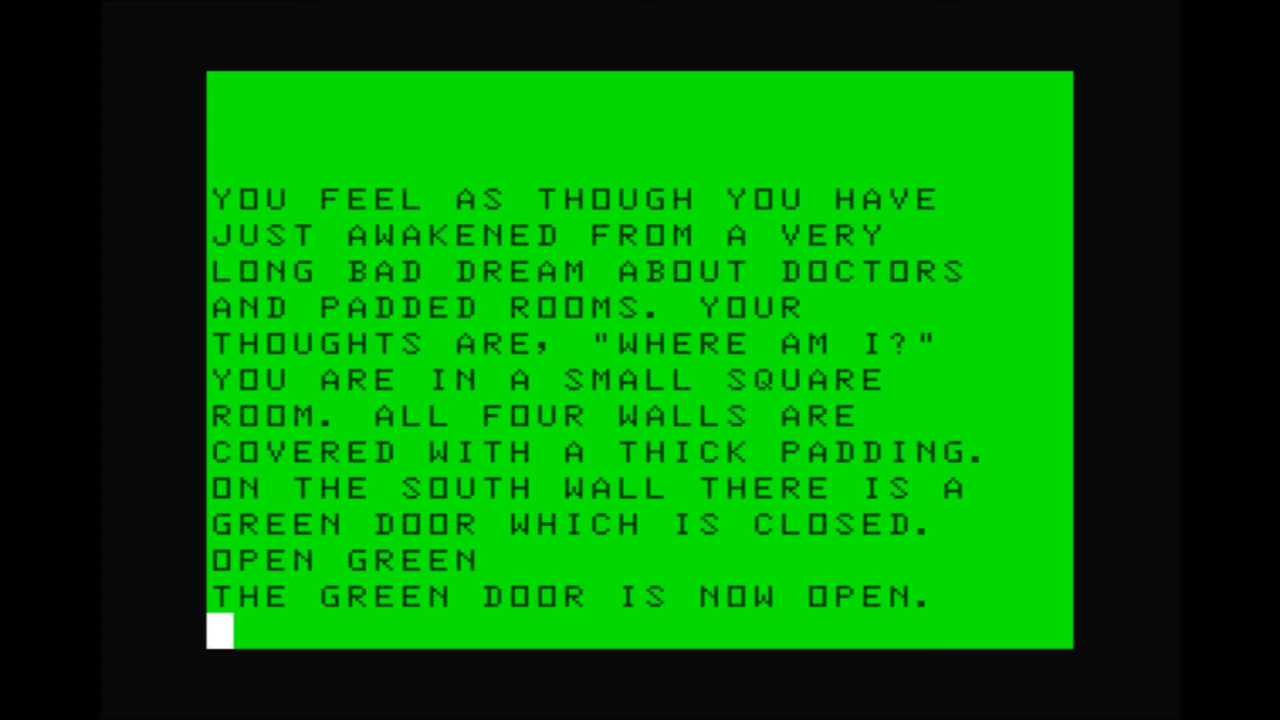 YOU FEEL AS THOUGH YOU HAVE
JUST AWAKENED FROM A VERY
LONG BAD DREAM ABOUT DOCTORS
AND PADDED ROOMS. YOUR
THOUGHTS ARE, "WHERE AM I?"
YOU ARE IN A SMALL SQUARE
ROOM. ALL FOUR WALLS ARE
COVERED WITH A THICK PADDING.
ON THE SOUTH WALL THERE IS A
GREEN DOOR WHICH IS CLOSED.
OPEN GREEN
THE GREEN DOOR IS NOW OPEN.